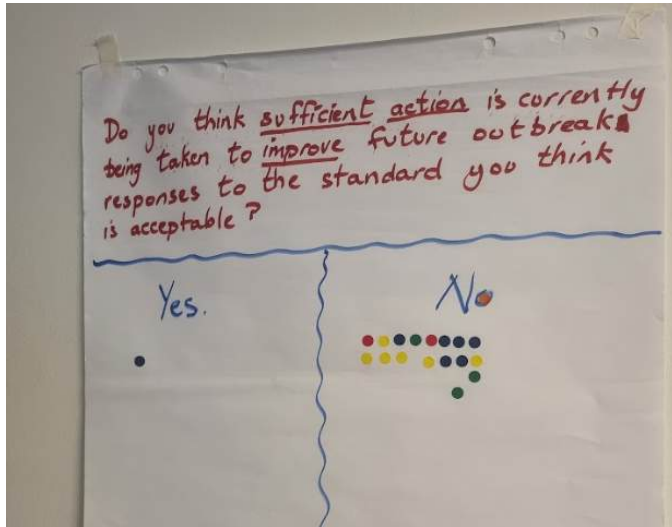 Do you think sufficient action is currently
being taken to improve future outbreak
responses to the standard you think
is acceptable?
Yes.
No